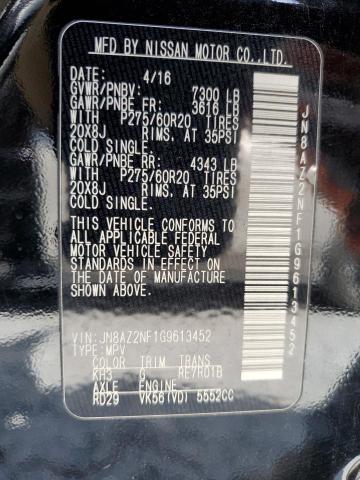 MFD BY NISSAN MOTOR CO., LTD.
4/16
GVWR/PNBV: 7300 LB
GAWR/PNBE FR: 3616 LB
WITH P275/60R20 TIRES
20X8J RIMS, AT 35PSI
COLD SINGLE.
GAWR/PNBE RR: 4343 LB
WITH P275/60R20 TIRES
20X8J RIMS, AT 35PSI
COLD SINGLE.
THIS VEHICLE CONFORMS TO
ALL APPLICABLE FEDERAL
MOTOR VEHICLE SAFETY
STANDARDS IN EFFECT ON
THE DATE OF MANUFACTURE
SHOWN ABOVE.
VIN:JN8AZ2NF1G9613452
TYPE:MPV
COLOR TRIM TRANS
KH3 G RE7R01B
AXLE ENGINE
RD29 VK56(VD) 5552CC
JN8AZ2NF1G9613452